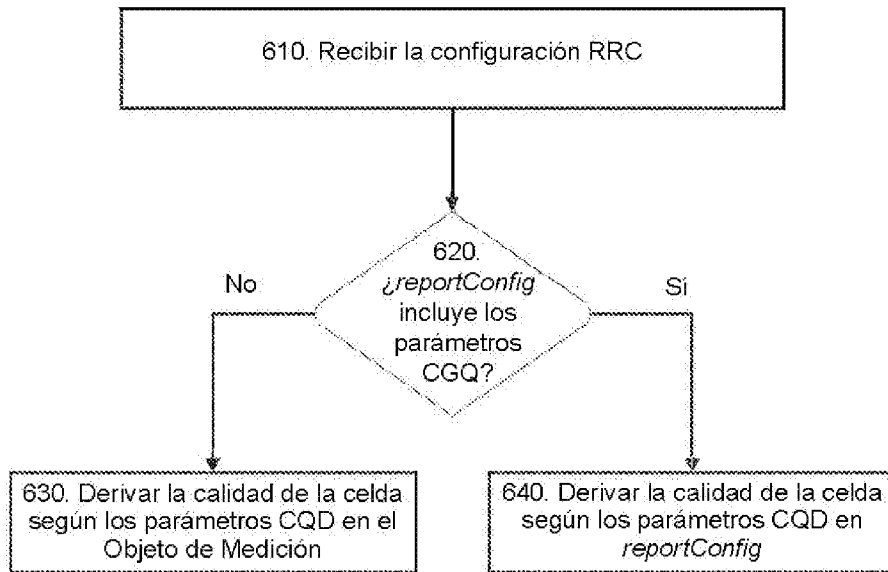 610. Recibir la configuración RRC
620.
¿reportConfig
incluye los
parámetros
CGQ?
No
Sí
630. Derivar la calidad de la celda
según los parámetros CQD en el
Objeto de Medición
640. Derivar la calidad de la celda
según los parámetros CQD en
reportConfig